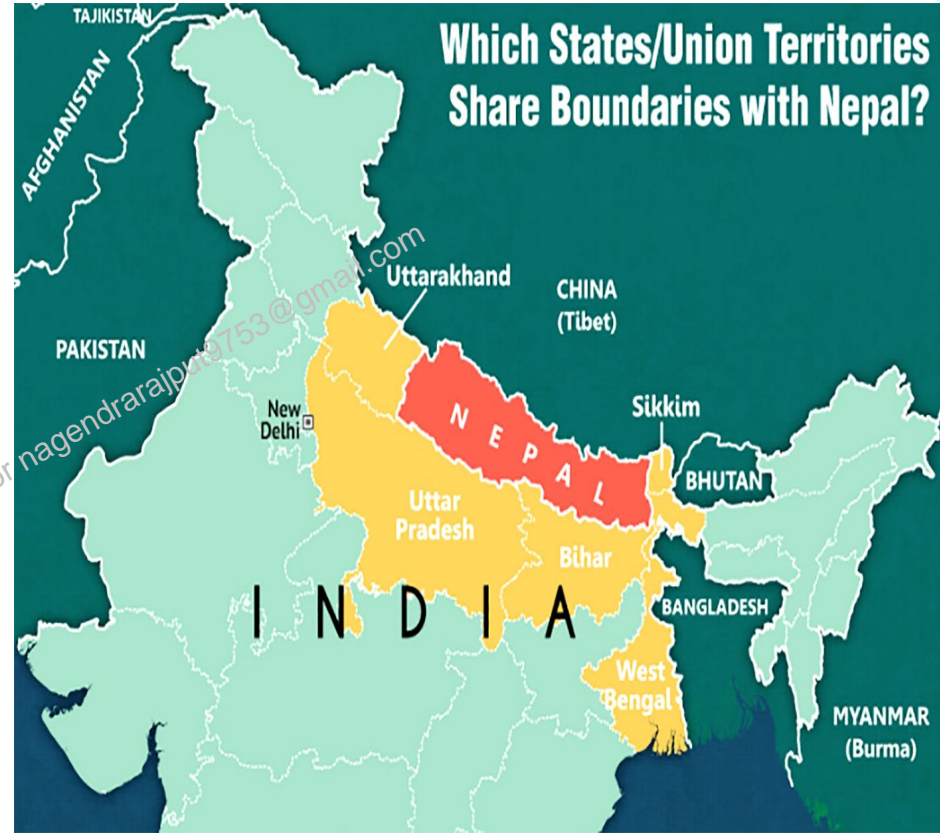 TAJIKISTAN
Which States/Union Territories
Share Boundaries with Nepal?
AFGHANISTAN
Uttarakhand
CHINA
(Tibet)
PAKISTAN
nagendrarajput9753@gmail.com
New
Delhi
NEPAL
Sikkim
BHUTAN
Uttar
Pradesh
Bihar
INDIA
BANGLADESH
West
Bengal
MYANMAR
(Burma)